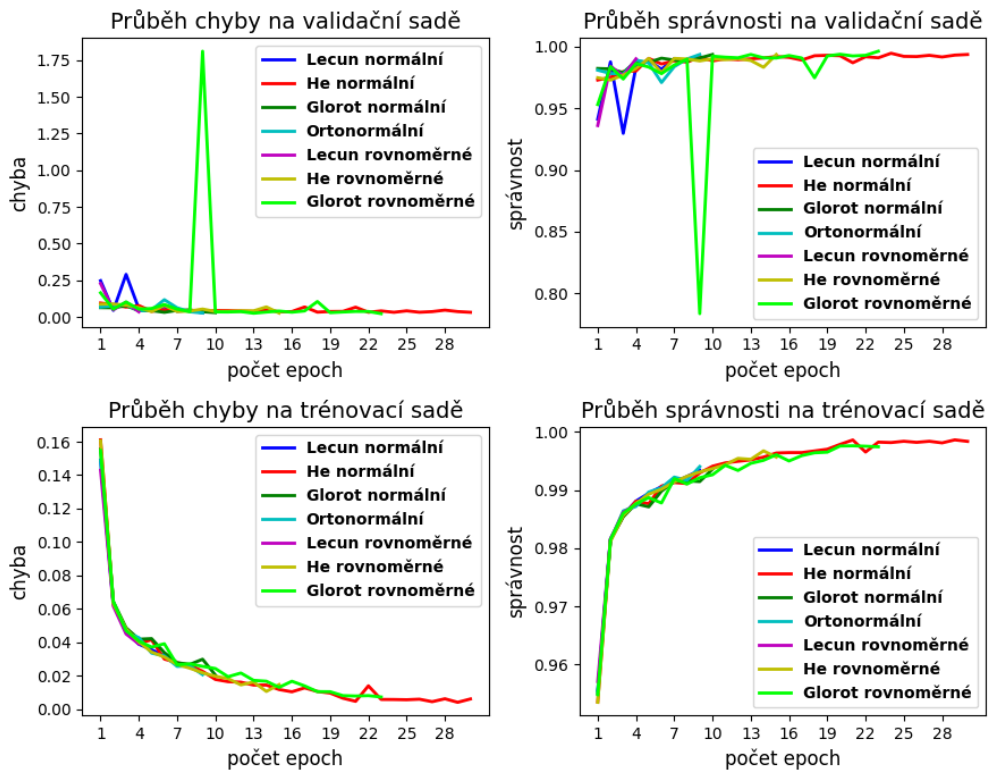 Průběh chyby na validační sadě
chyba
1.75
1.50
1.25
1.00
0.75
0.50
0.25
0.00
Lecun normální
He normální
Glorot normální
Ortonormální
Lecun rovnoměrné
He rovnoměrné
Glorot rovnoměrné
1 4 7 10 13 16 19 22 25 28
počet epoch
Průběh správnosti na validační sadě
správnost
1.00
0.95
0.90
0.85
0.80
Lecun normální
He normální
Glorot normální
Ortonormální
Lecun rovnoměrné
He rovnoměrné
Glorot rovnoměrné
1 4 7 10 13 16 19 22 25 28
počet epoch
Průběh chyby na trénovací sadě
chyba
0.16
0.14
0.12
0.10
0.08
0.06
0.04
0.02
0.00
Lecun normální
He normální
Glorot normální
Ortonormální
Lecun rovnoměrné
He rovnoměrné
Glorot rovnoměrné
1 4 7 10 13 16 19 22 25 28
počet epoch
Průběh správnosti na trénovací sadě
správnost
1.00
0.99
0.98
0.97
0.96
Lecun normální
He normální
Glorot normální
Ortonormální
Lecun rovnoměrné
He rovnoměrné
Glorot rovnoměrné
1 4 7 10 13 16 19 22 25 28
počet epoch